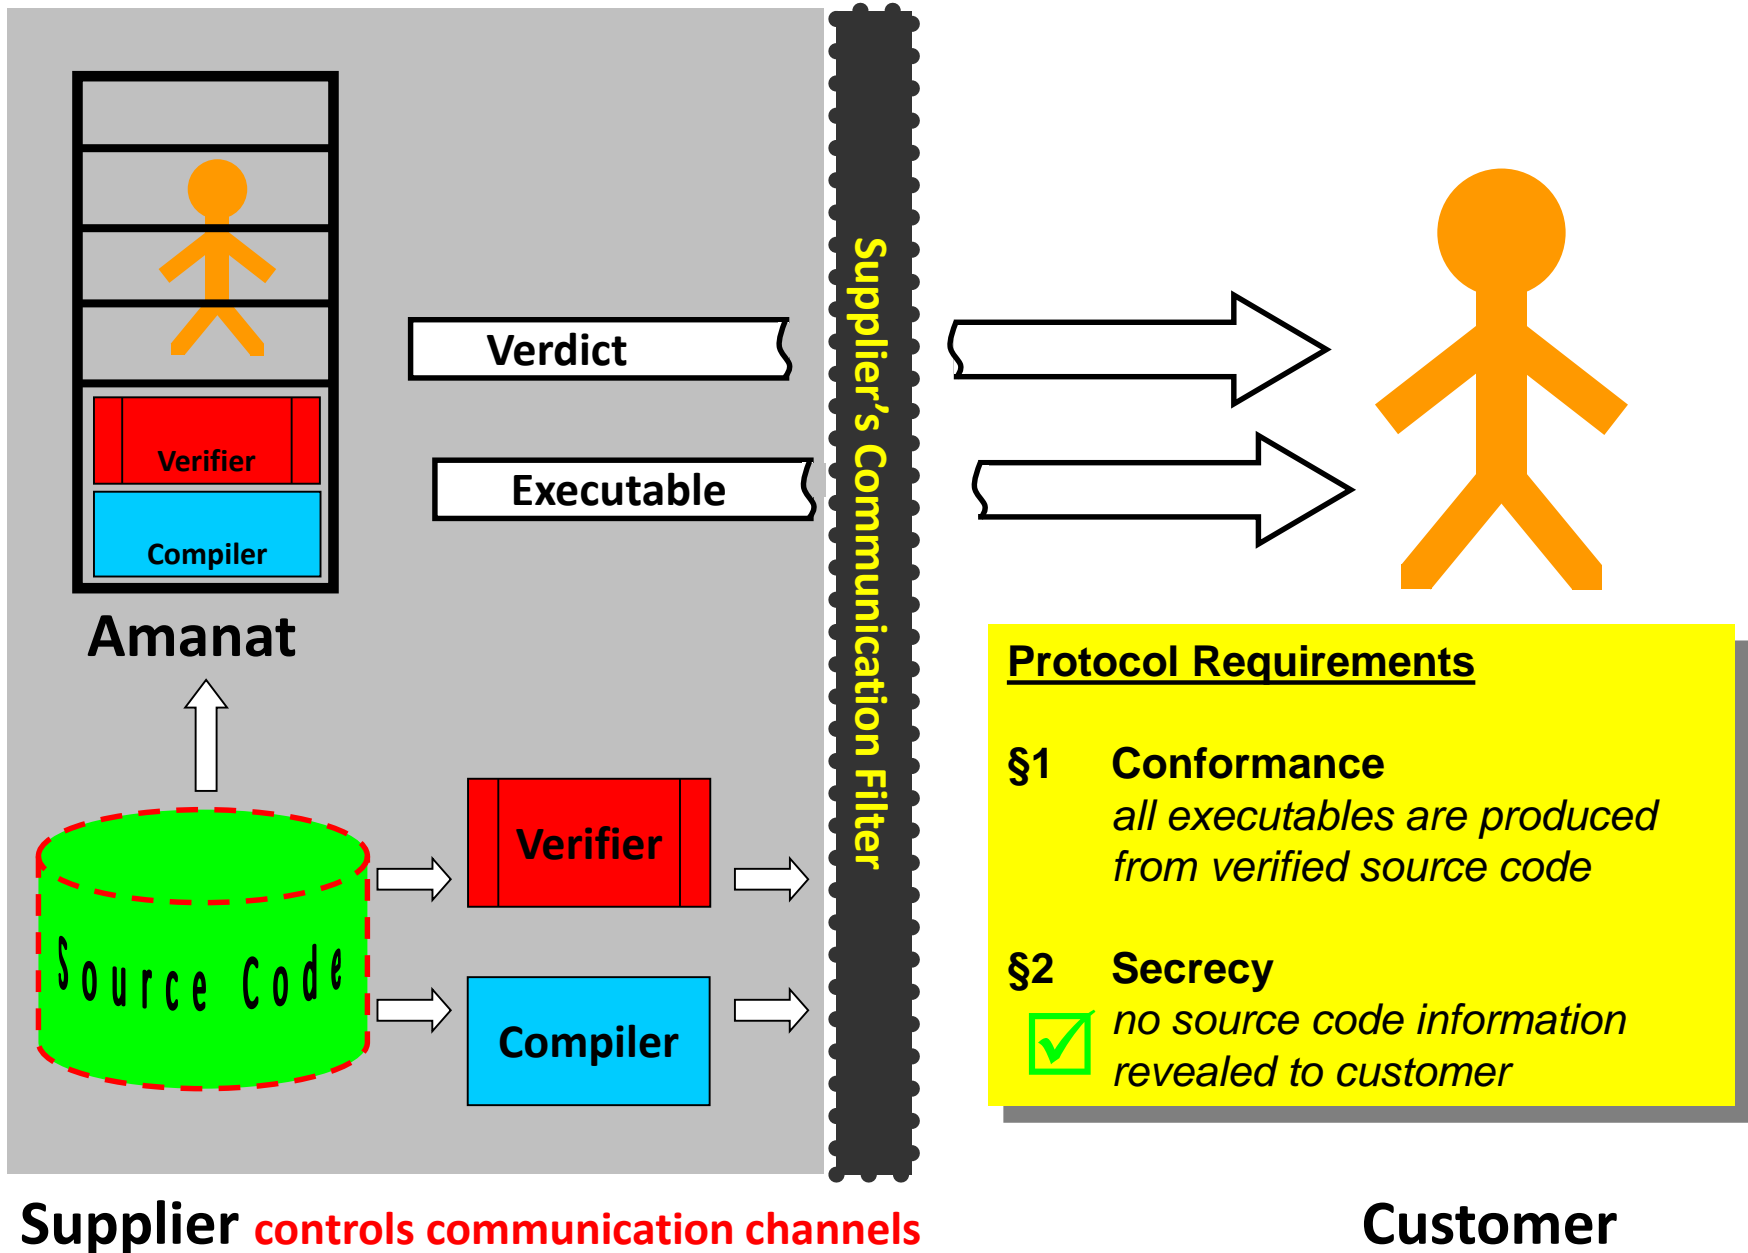 Verifier
Compiler
Amanat
Verdict
Executable
Source Code
Verifier
Compiler
Supplier's Communication Filter
Protocol Requirements
§1 Conformance
all executables are produced
from verified source code
§2 Secrecy
no source code information
revealed to customer
Supplier controls communication channels
Customer